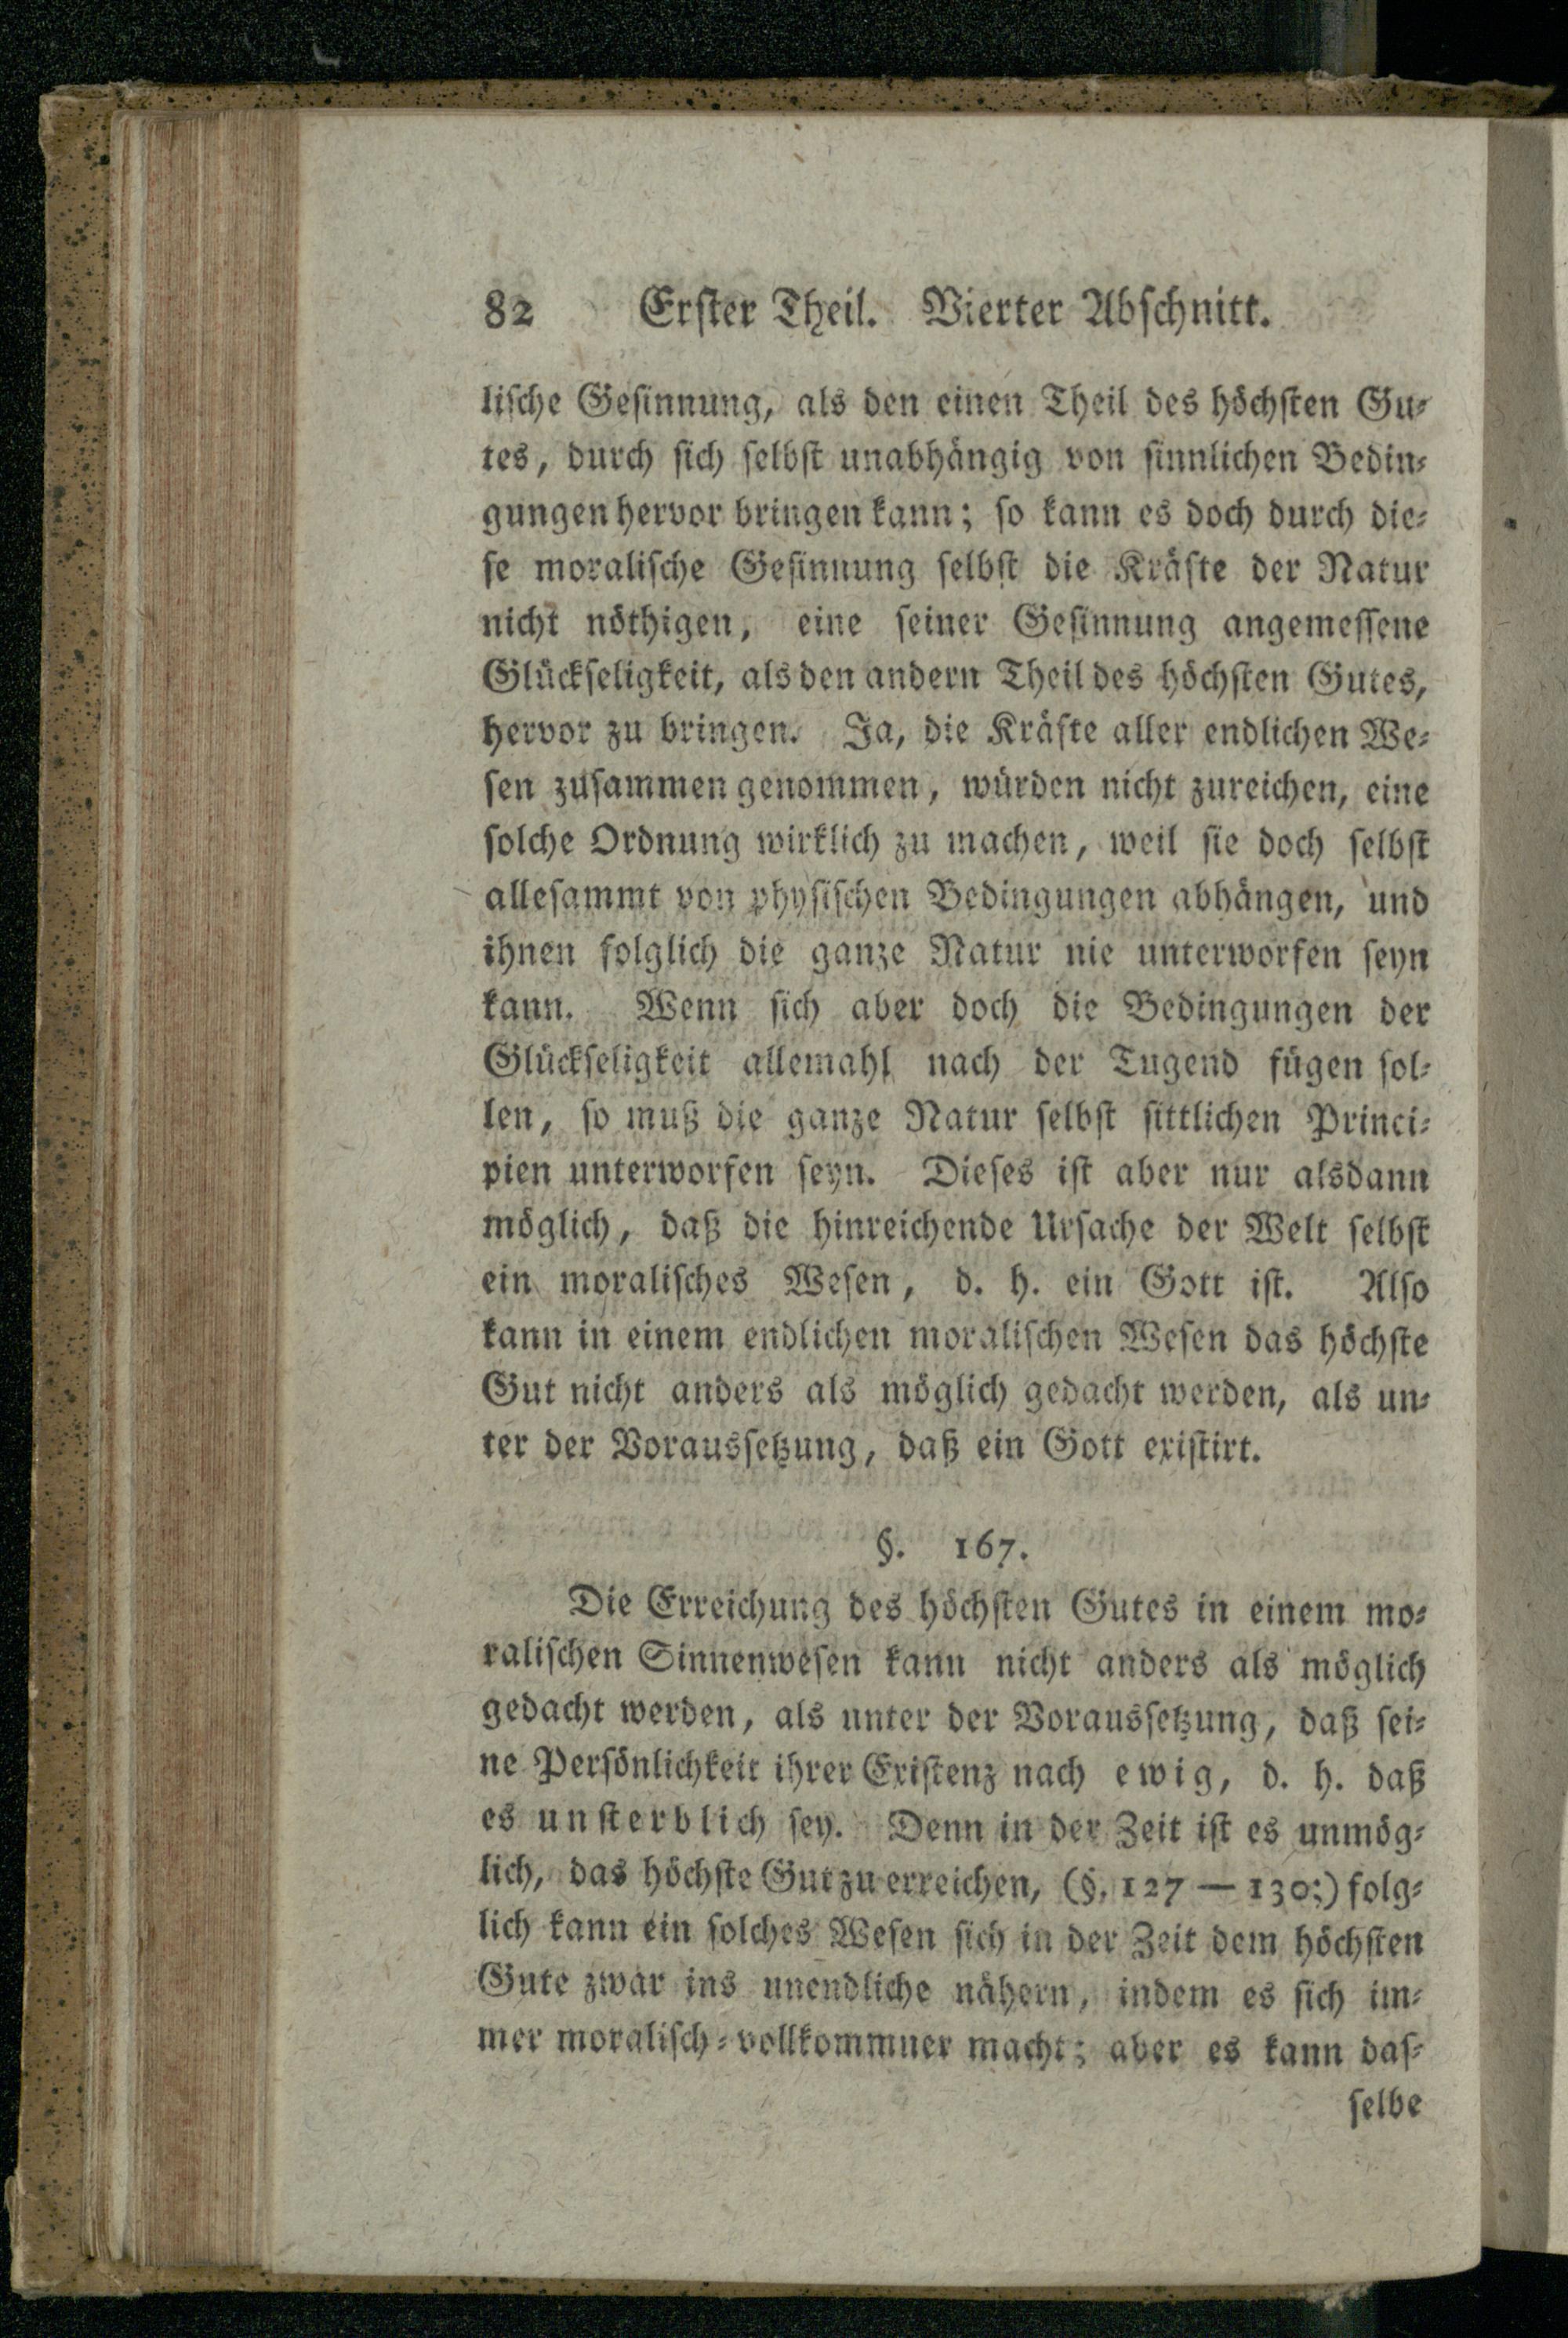 82 Erſter Theil. Vierter Abſchnitt.
liſche Geſinnung, als den einen Theil des höchſten Gu⸗
tes, durch ſich ſelbſt unabhängig von ſinnlichen Bedin⸗
gungen hervor bringen kann; ſo kann es doch durch die⸗
ſe moraliſche Geſinnung ſelbſt die Kräfte der Natur
nicht nöthigen, eine ſeiner Geſinnung angemeſſene
Glückſeligkeit, als den andern Theil des höchſten Gutes,
hervor zu bringen. Ja, die Kräfte aller endlichen We⸗
ſen zuſammen genommen, würden nicht zureichen, eine
ſolche Ordnung wirklich zu machen, weil ſie doch ſelbſt
alleſammt von phyſiſchen Bedingungen abhängen, und
ihnen folglich die ganze Natur nie unterworfen ſeyn
kann. Wenn ſich aber doch die Bedingungen der
Glückſeligkeit allemahl nach der Tugend fügen ſol⸗
len, ſo muß die ganze Natur ſelbſt ſittlichen Princi⸗
pien unterworfen ſeyn. Dieſes iſt aber nur alsdann
möglich, daß die hinreichende Urſache der Welt ſelbſt
ein moraliſches Weſen, d. h. ein Gott iſt. Alſo
kann in einem endlichen moraliſchen Weſen das höchſte
Gut nicht anders als möglich gedacht werden, als un⸗
ter der Vorausſetzung, daß ein Gott exiſtirt.
§. 167.
Die Erreichung des höchſten Gutes in einem mo⸗
raliſchen Sinnenweſen kann nicht anders als möglich
gedacht werden, als unter der Vorausſetzung, daß ſei⸗
ne Perſönlichkeit ihrer Exiſtenz nach ewig, d. h. daß
es unſterblich ſey. Denn in der Zeit iſt es unmög⸗
lich, das höchſte Gut zu erreichen, (§. 127 — 130;) folg⸗
lich kann ein ſolches Weſen ſich in der Zeit dem höchſten
Gute zwar ins unendliche nähern, indem es ſich im⸗
mer moraliſch⸗vollkommner macht; aber es kann daſ⸗
ſelbe